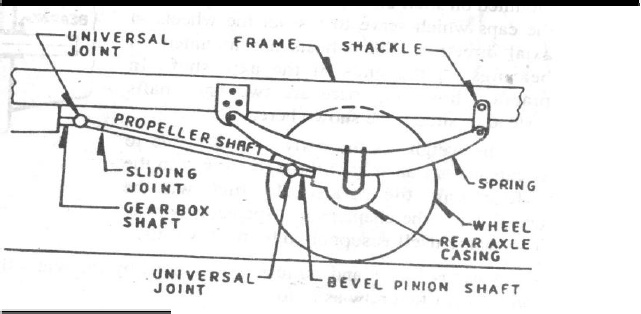 UNIVERSAL
JOINT
FRAME
SHACKLE
PROPELLER SHAFT
SLIDING
JOINT
GEAR BOX
SHAFT
SPRING
WHEEL
REAR AXLE
CASING
UNIVERSAL
JOINT
BEVEL PINION SHAFT